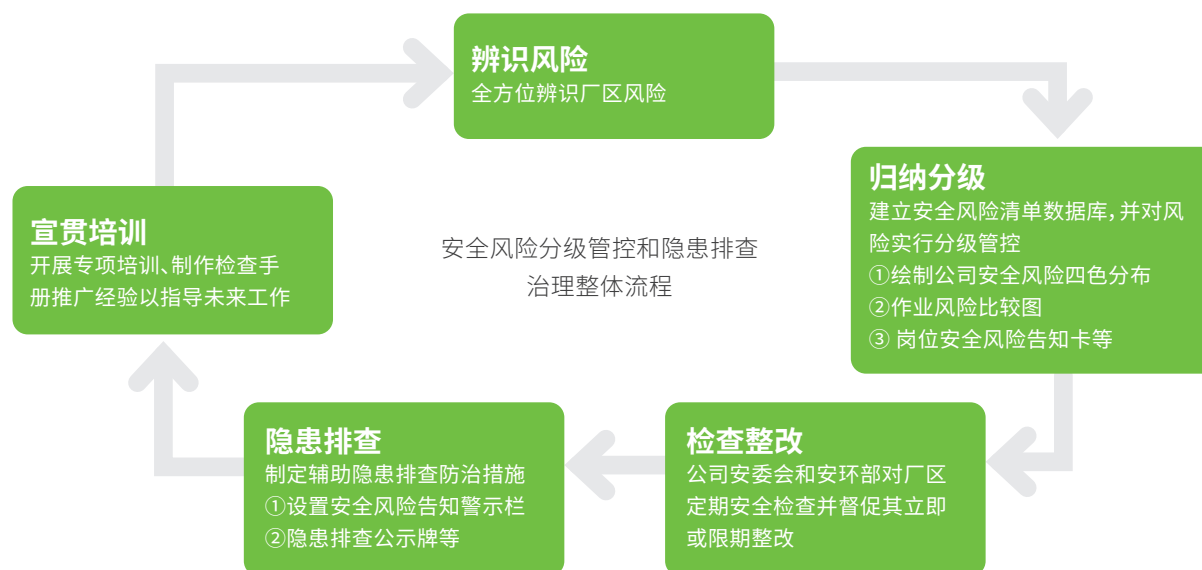 辨识风险
全方位辨识厂区风险
归纳分级
建立安全风险清单数据库，并对风
险实行分级管控
①绘制公司安全风险四色分布
②作业风险比较图
③ 岗位安全风险告知卡等
宣贯培训
开展专项培训、制作检查手
册推广经验以指导未来工作
安全风险分级管控和隐患排查
治理整体流程
隐患排查
制定辅助隐患排查防治措施
①设置安全风险告知警示栏
②隐患排查公示牌等
检查整改
公司安委会和安环部对厂区
定期安全检查并督促其立即
或限期整改